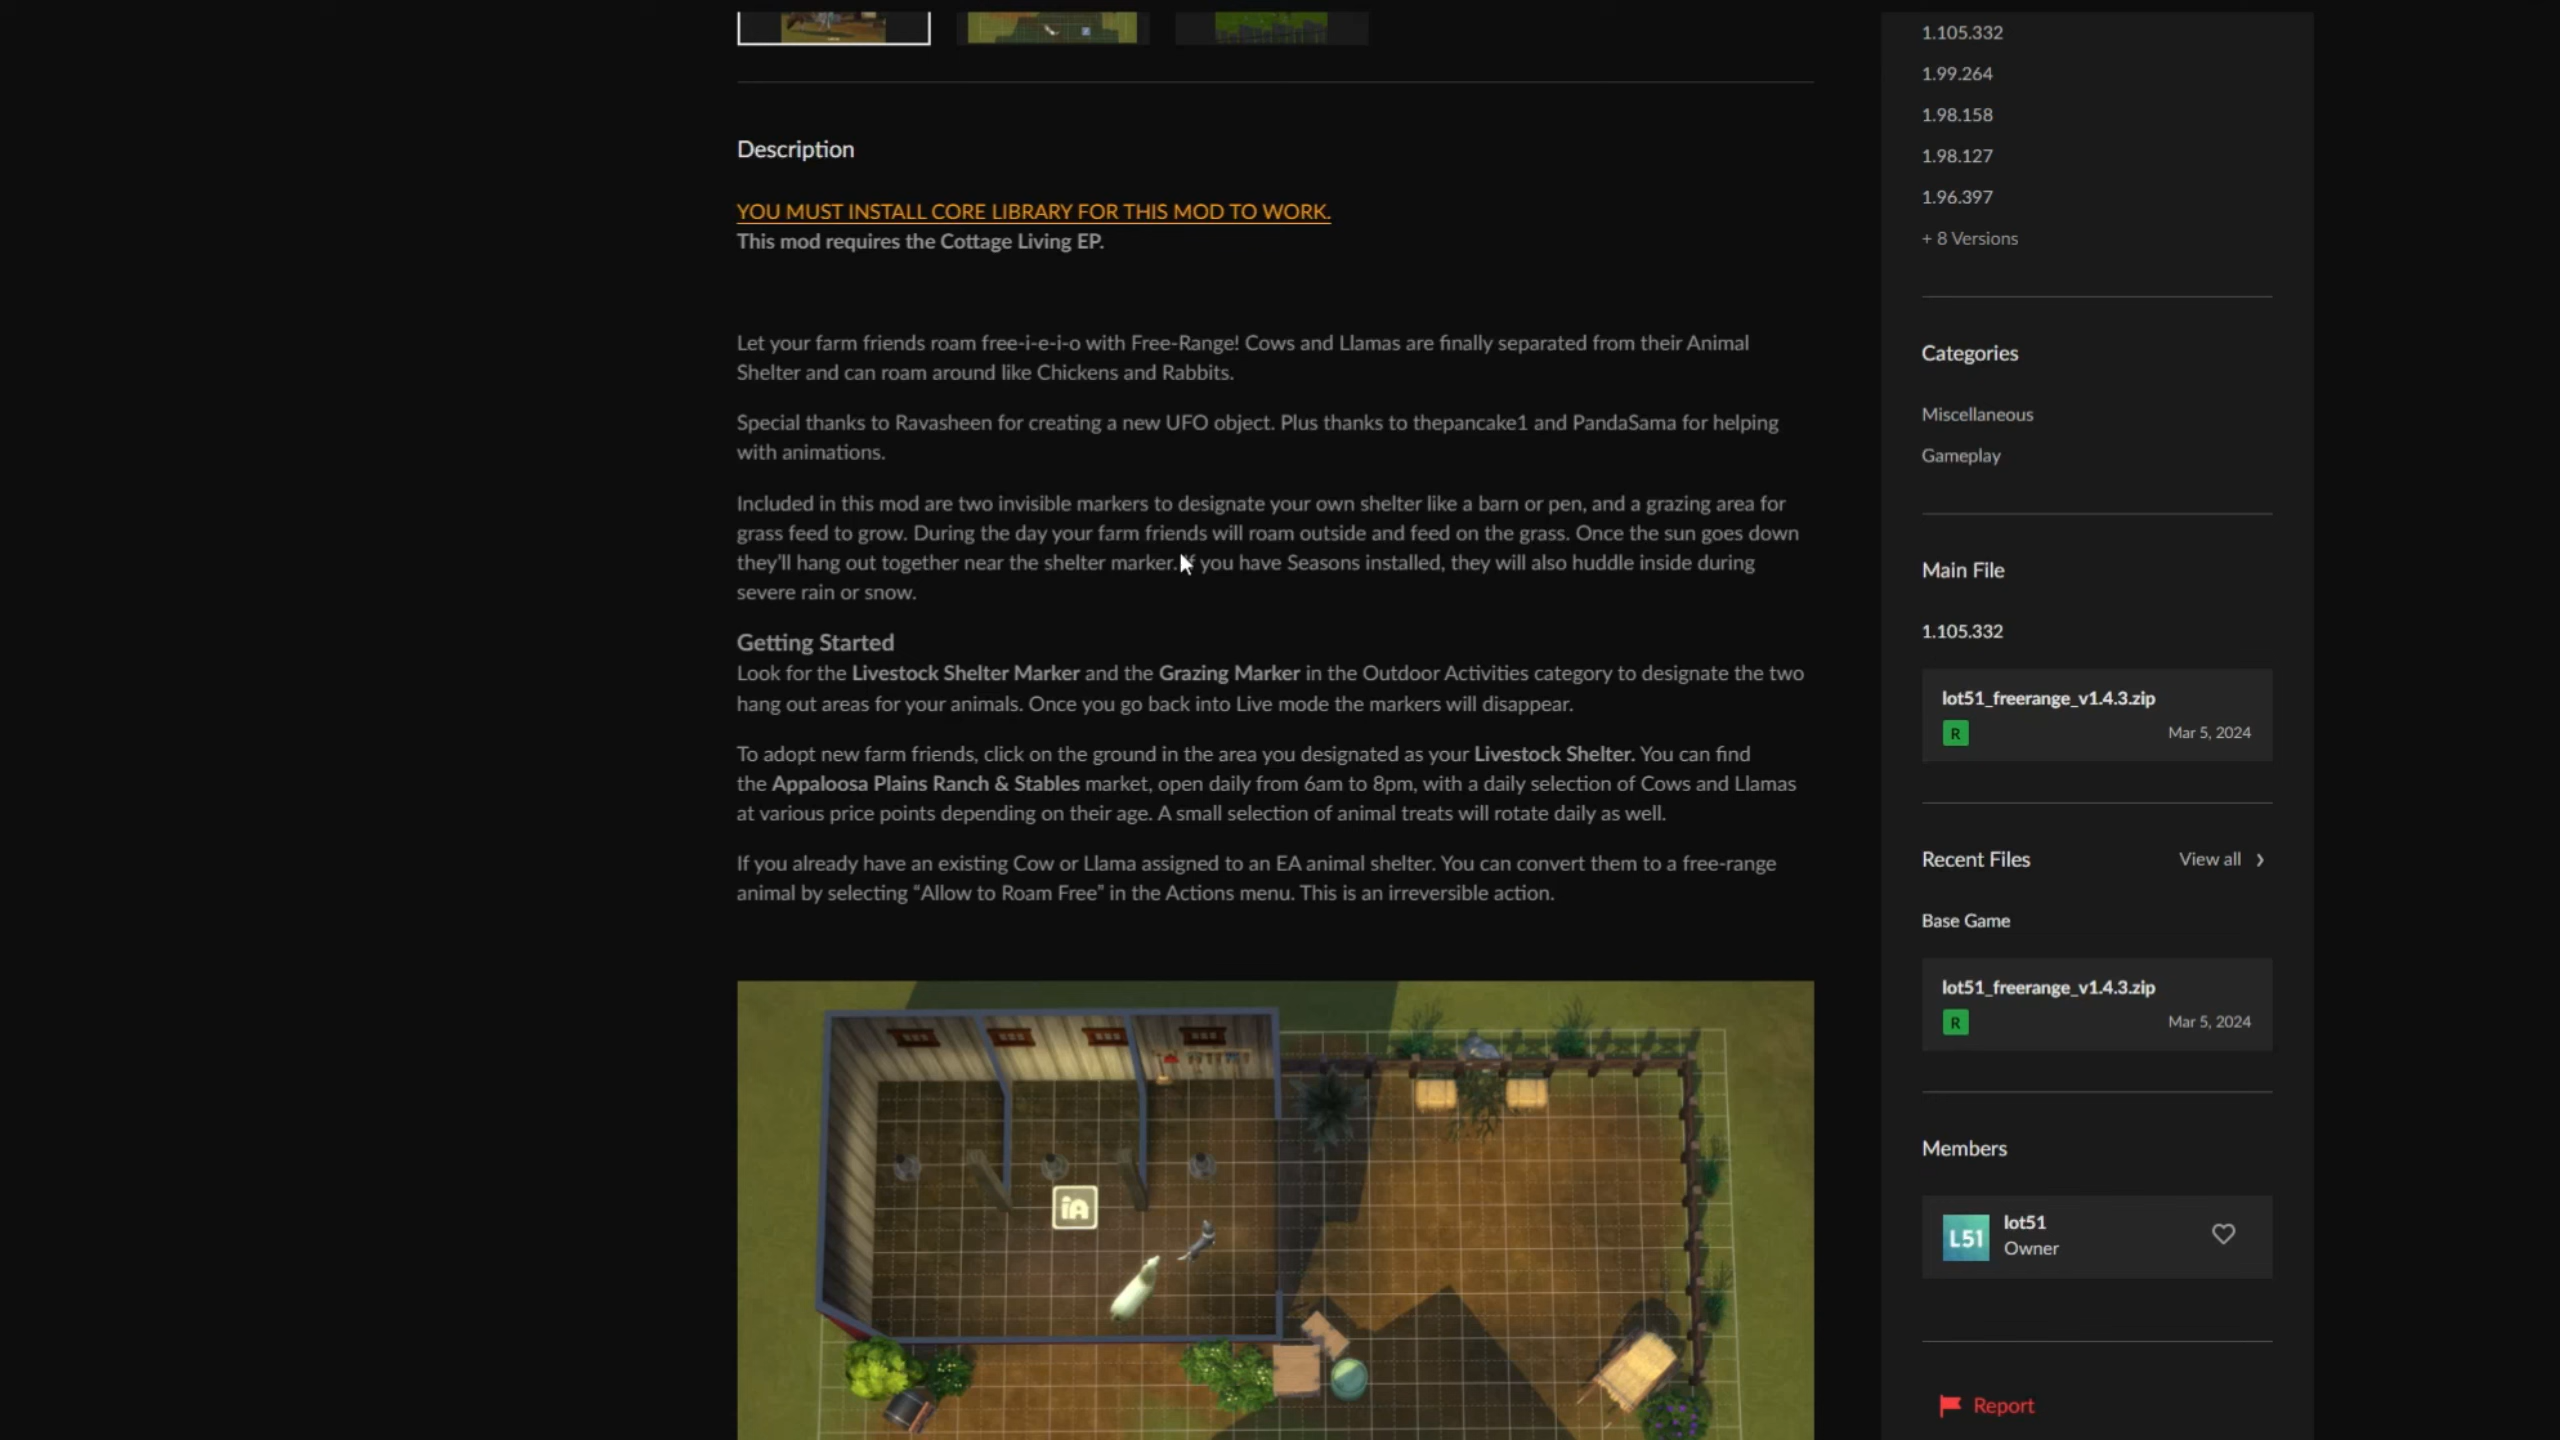 Description
YOU MUST INSTALL CORE LIBRARY FOR THIS MOD TO WORK.
This mod requires the Cottage Living EP.
Let your farm friends roam free-i-e-i-o with Free-Range! Cows and Llamas are finally separated from their Animal
Shelter and can roam around like Chickens and Rabbits.
Special thanks to Ravasheen for creating a new UFO object. Plus thanks to thepancake1 and PandaSama for helping
with animations.
Included in this mod are two invisible markers to designate your own shelter like a barn or pen, and a grazing area for
grass feed to grow. During the day your farm friends will roam outside and feed on the grass. Once the sun goes down
they'll hang out together near the shelter marker. you have Seasons installed, they will also huddle inside during
severe rain or snow.
Getting Started
Look for the Livestock Shelter Marker and the Grazing Marker in the Outdoor Activities category to designate the two
hang out areas for your animals. Once you go back into Live mode the markers will disappear.
To adopt new farm friends, click on the ground in the area you designated as your Livestock Shelter. You can find
the Appaloosa Plains Ranch & Stables market, open daily from 6am to 8pm, with a daily selection of Cows and Llamas
at various price points depending on their age. A small selection of animal treats will rotate daily as well.
If you already have an existing Cow or Llama assigned to an EA animal shelter. You can convert them to a free-range
animal by selecting “Allow to Roam Free” in the Actions menu. This is an irreversible action.
1.105.332
1.99.264
1.98.158
1.98.127
1.96.397
+ 8 Versions
Categories
Miscellaneous
Gameplay
Main File
1.105.332
lot51_freerange_v1.4.3.zip
R Mar 5, 2024
Recent Files View all
Base Game
lot51_freerange_v1.4.3.zip
R Mar 5, 2024
Members
L51 lot51
Owner
Report